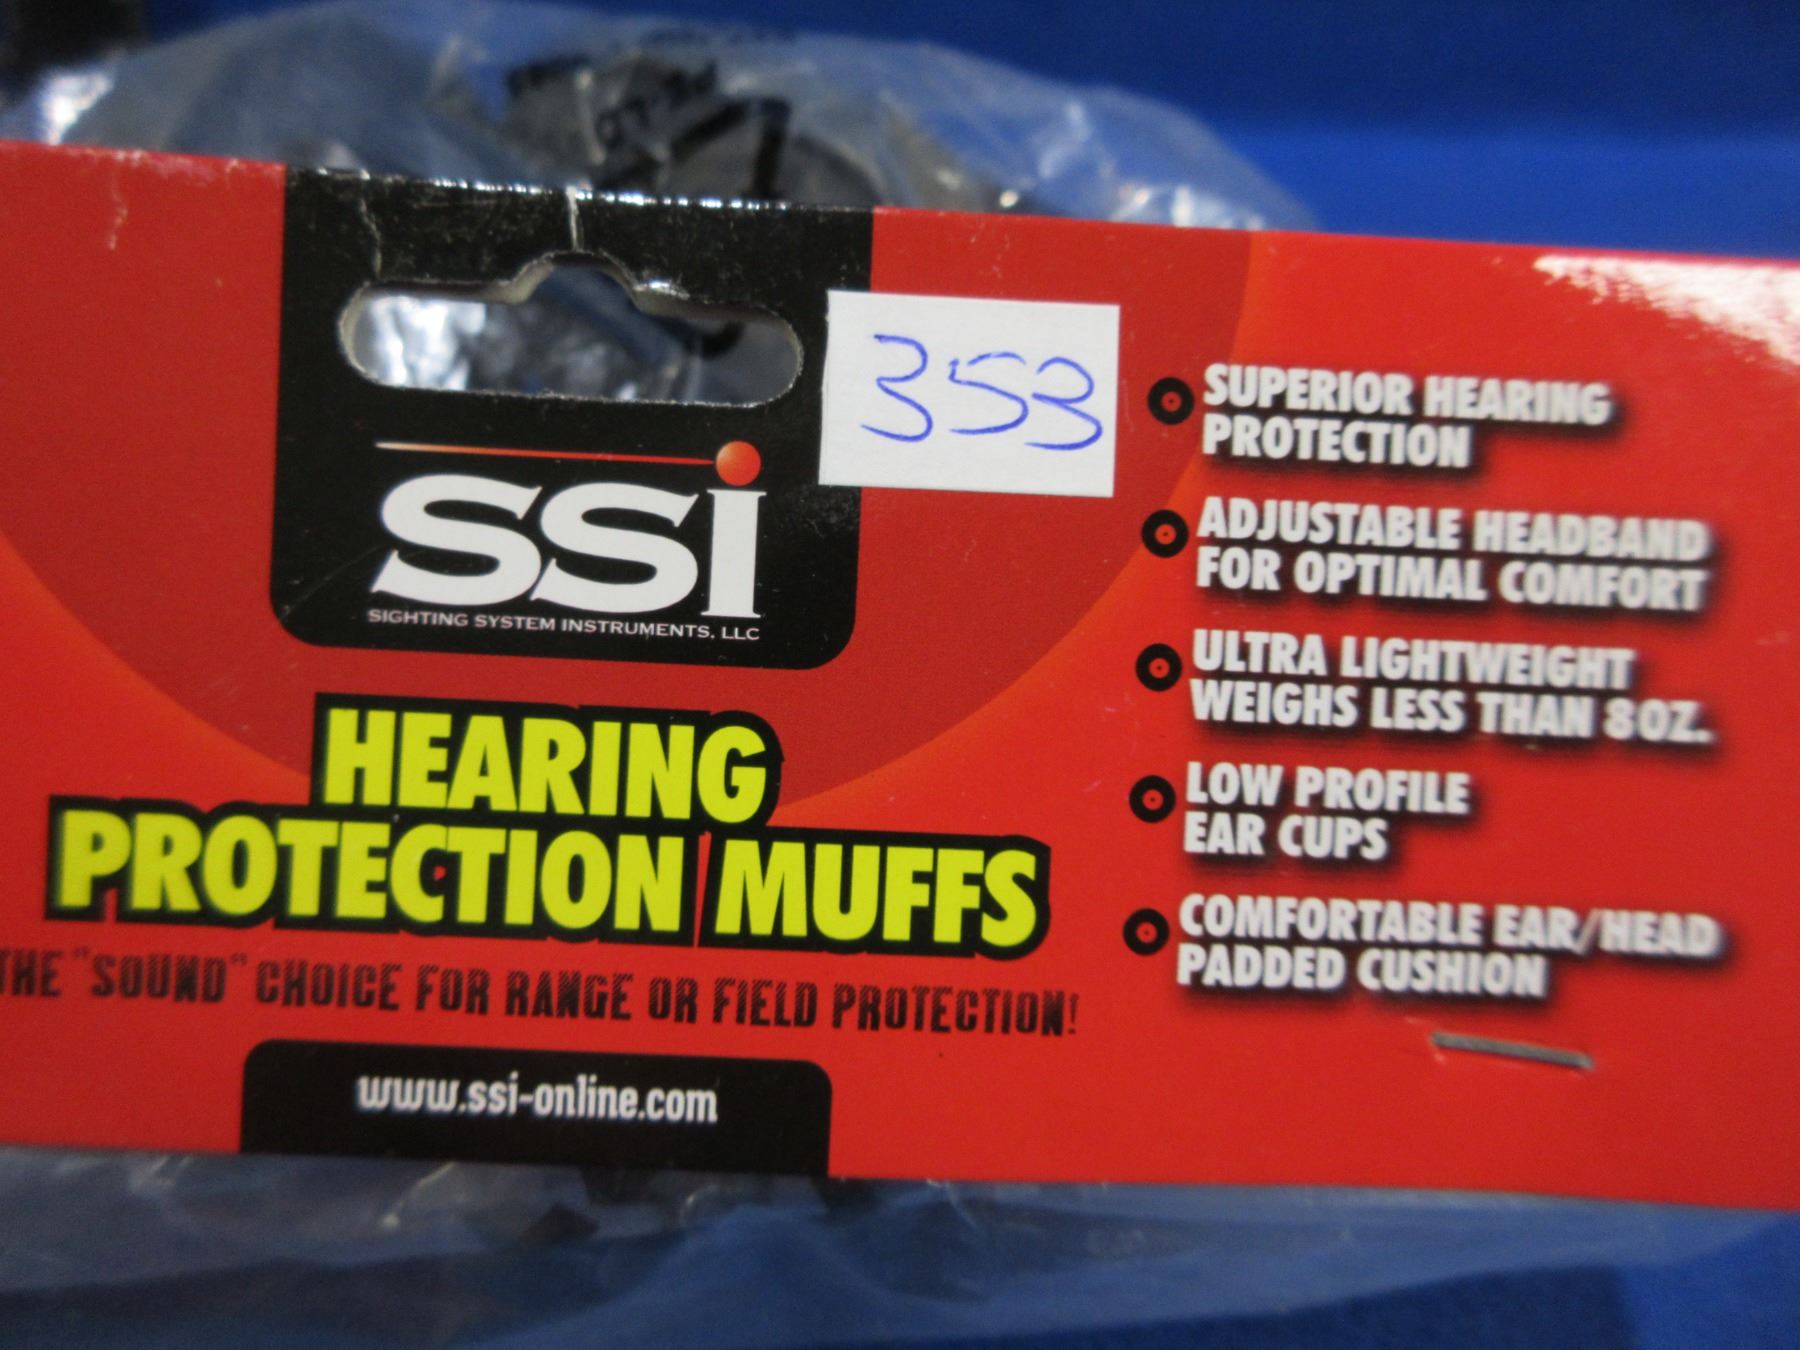 353
ssi
SIGHTING SYSTEM INSTRUMENTS, LLC
HEARING
PROTECTION MUFFS
THE "SOUND" CHOICE FOR RANGE OR FIELD PROTECTION!
www.ssi-online.com
SUPERIOR HEARING
PROTECTION
ADJUSTABLE HEADBAND
FOR OPTIMAL COMFORT
ULTRA LIGHTWEIGHT
WEIGHS LESS THAN 8 OZ.
LOW PROFILE
EAR CUPS
COMFORTABLE EAR/HEAD
PADDED CUSHION